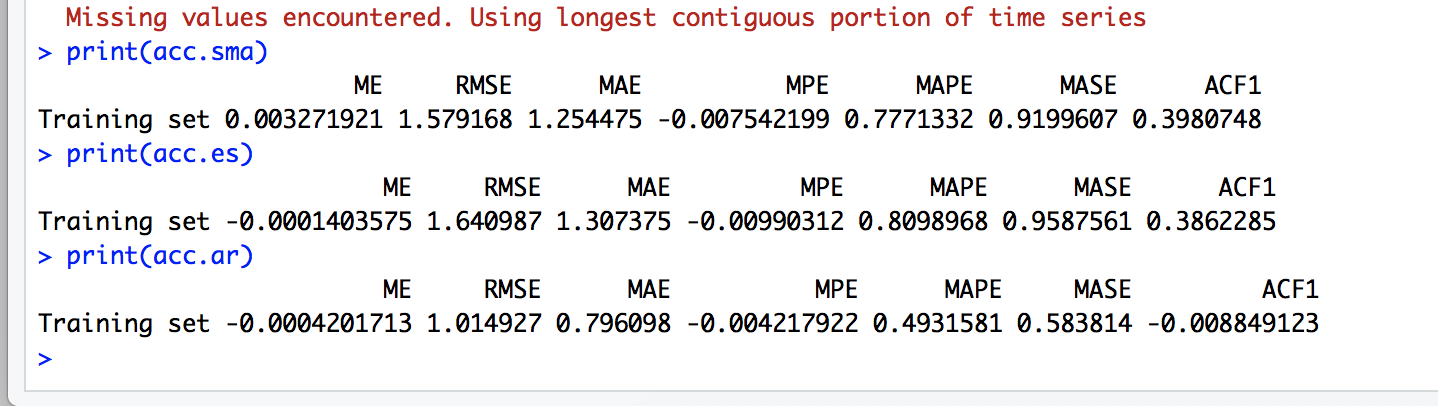 Missing values encountered. Using longest contiguous portion of time series
> print(acc.sma)
ME RMSE MAE MPE MAPE MASE ACF1
Training set 0.003271921 1.579168 1.254475 -0.007542199 0.7771332 0.9199607 0.3980748
> print(acc.es)
ME RMSE MAE MPE MAPE MASE ACF1
Training set -0.0001403575 1.640987 1.307375 -0.00990312 0.8098968 0.9587561 0.3862285
> print(acc.ar)
ME RMSE MAE MPE MAPE MASE ACF1
Training set -0.0004201713 1.014927 0.796098 -0.004217922 0.4931581 0.583814 -0.008849123
>